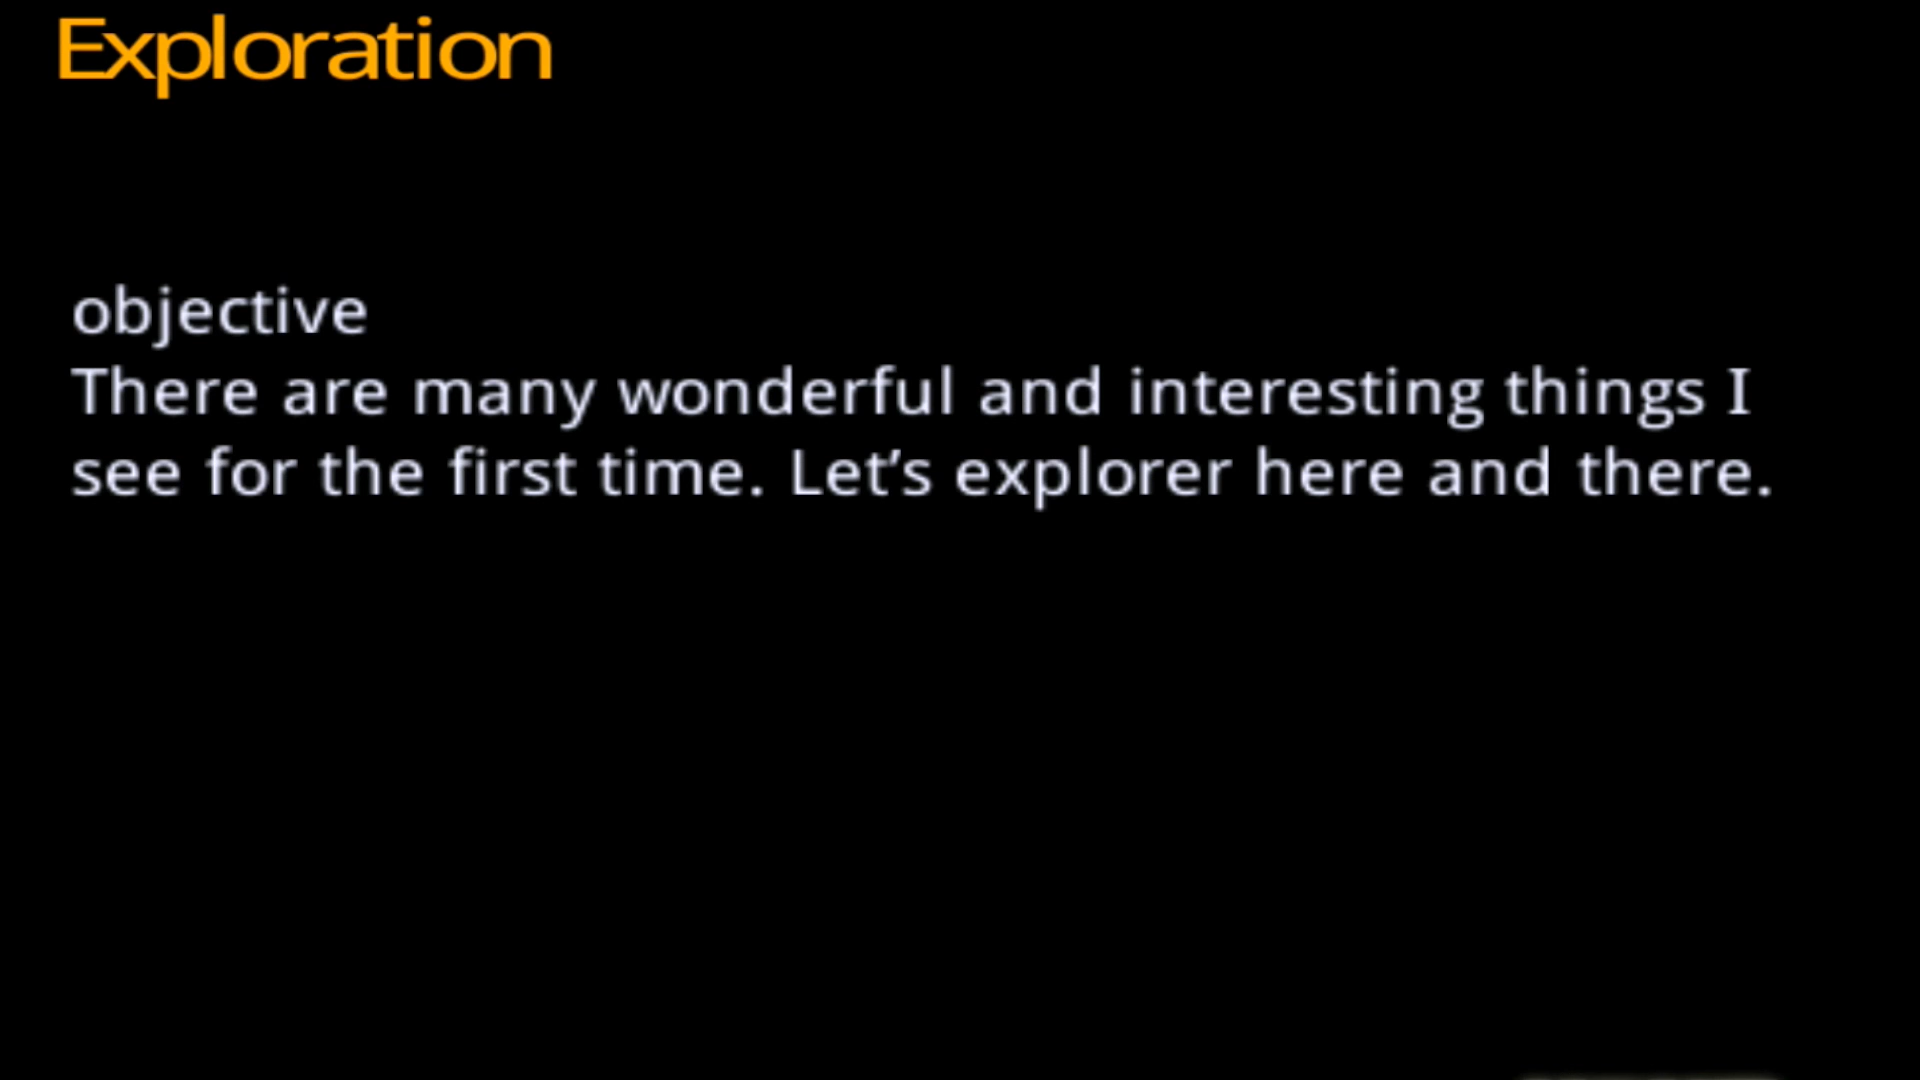 Exploration
objective
There are many wonderful and interesting things I
see for the first time. Let’s explorer here and there.